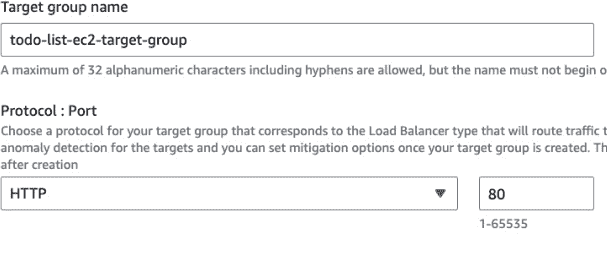 Target group name
todo-list-ec2-target-group
A maximum of 32 alphanumeric characters including hyphens are allowed, but the name must not begin o
Protocol : Port
Choose a protocol for your target group that corresponds to the Load Balancer type that will route traffic t
anomaly detection for the targets and you can set mitigation options once your target group is created. Th
after creation
HTTP 80
1-65535